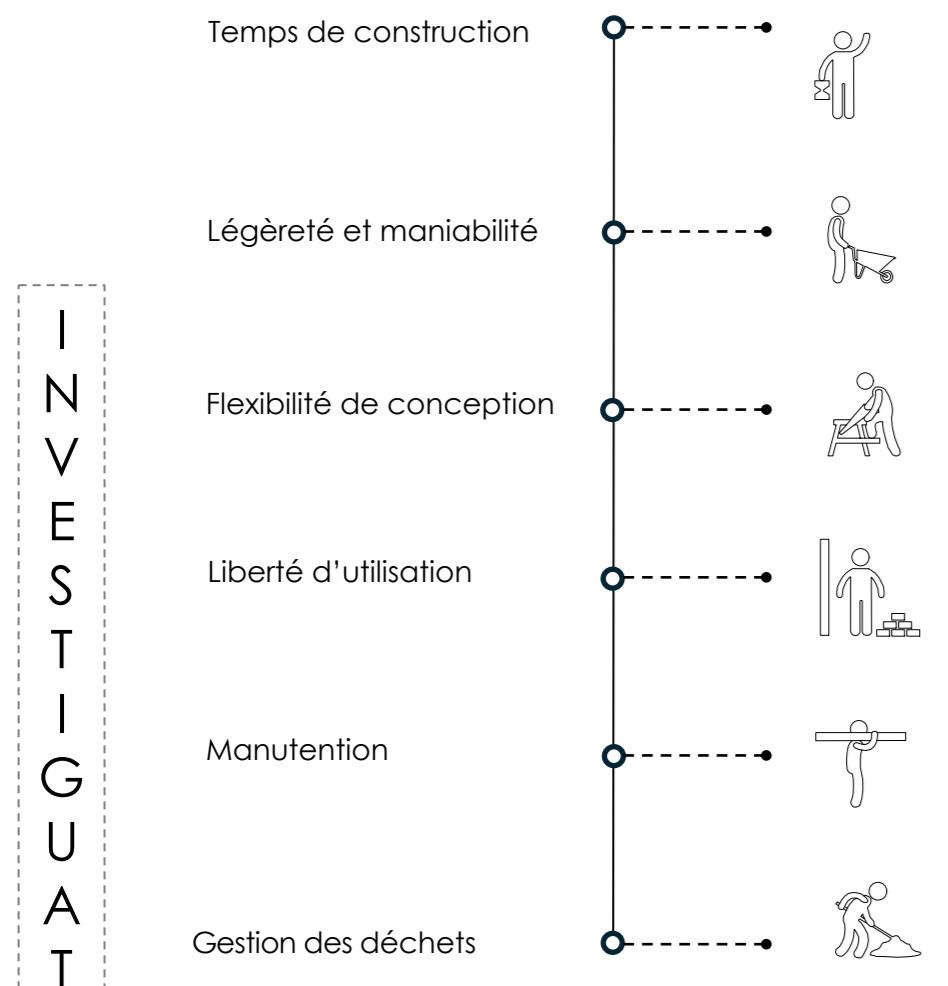 Temps de construction
Légèreté et maniabilité
Flexibilité de conception
Liberté d’utilisation
Manutention
Gestion des déchets
I
N
V
E
S
T
I
G
U
A
T